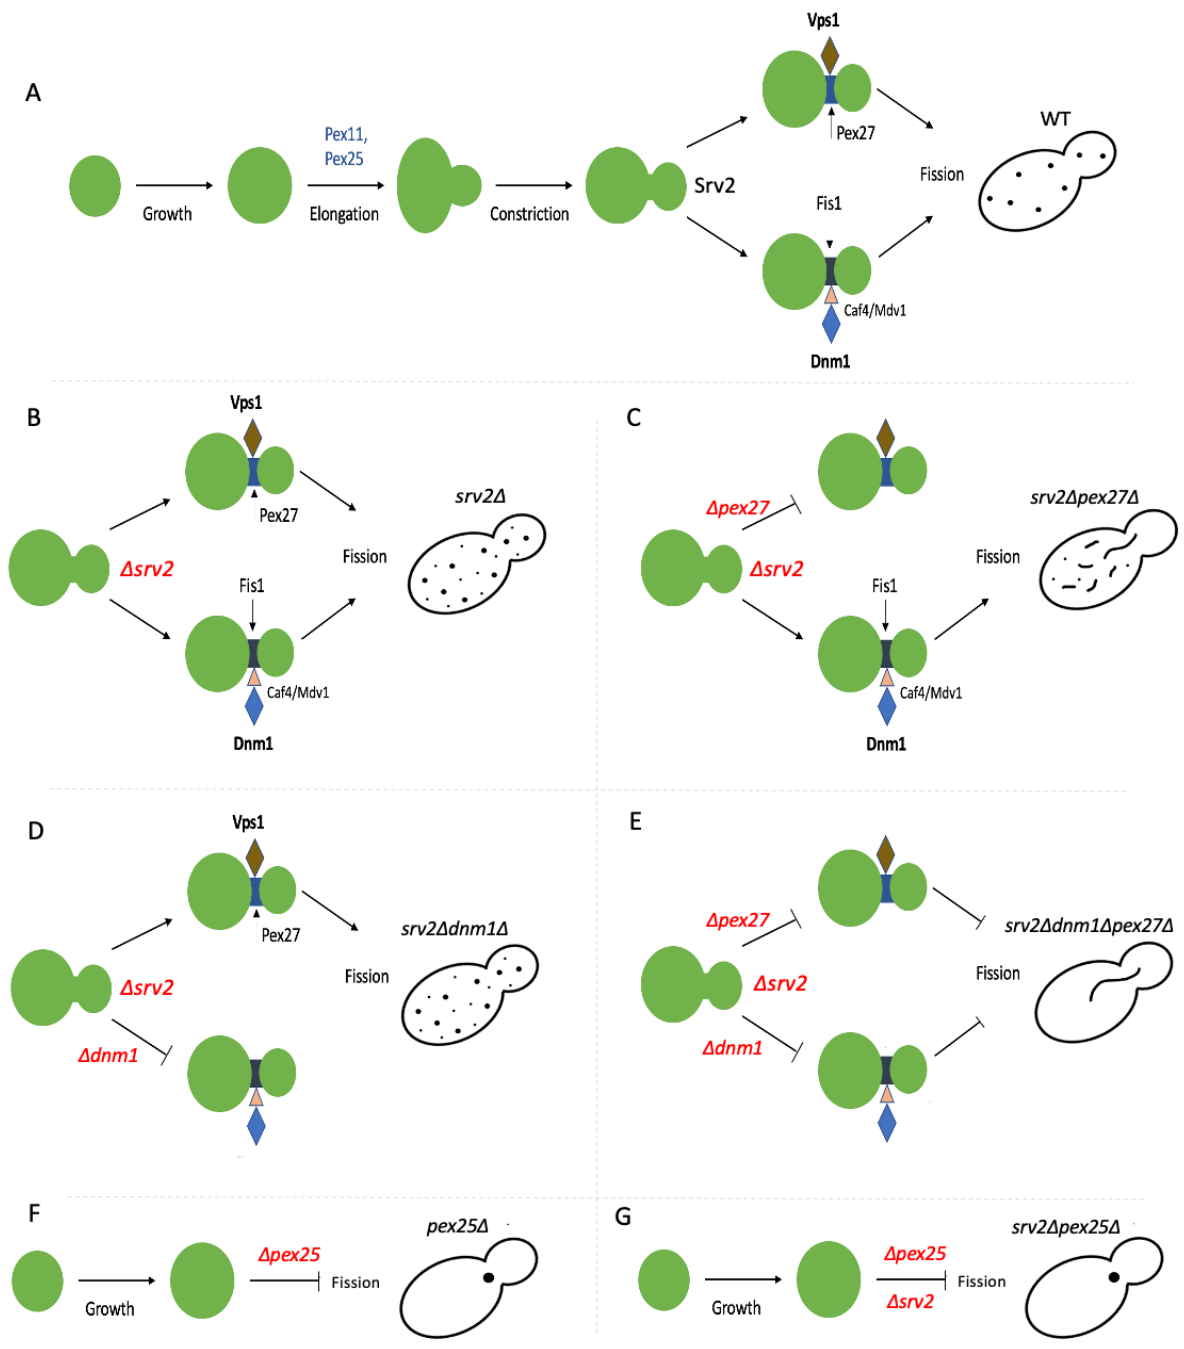 A
Vps1
Pex27
Pex11,
Pex25
Growth
Elongation
Constriction
Srv2
Fission
WT
Fis1
Caf4/Mdv1
Dnm1
B
Vps1
Pex27
Δsrv2
Fission
srv2Δ
Fis1
Caf4/Mdv1
Dnm1
C
Δpex27
Δsrv2
Fission
srv2Δpex27Δ
Fis1
Caf4/Mdv1
Dnm1
D
Vps1
Pex27
Δsrv2
Δdnm1
Fission
srv2Δdnm1Δ
E
Δpex27
Δsrv2
Δdnm1
Fission
srv2Δdnm1Δpex27Δ
F
Growth
Δpex25
Fission
pex25Δ
G
Growth
Δpex25
Δsrv2
Fission
srv2Δpex25Δ